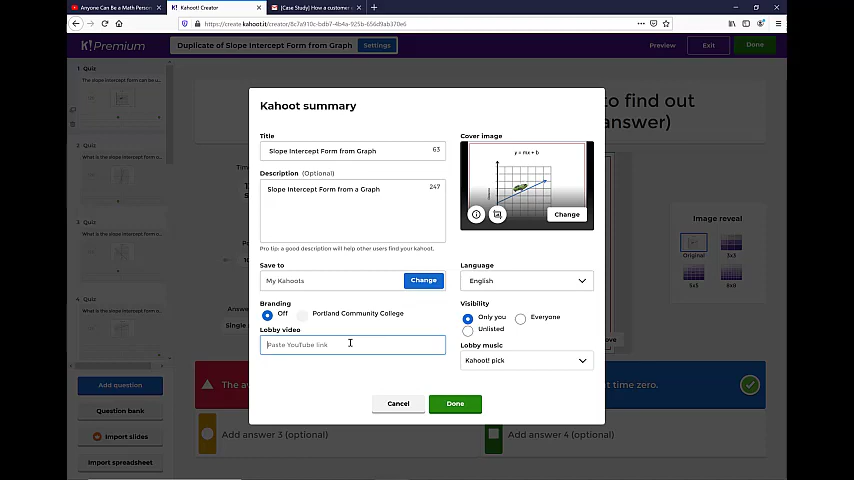 Anyone Can Be a Math Person
Kahoot! Creator
[Case Study] How a customer
https://create.kahoot.it/creator/
K!Premium
Duplicate of Slope Intercept Form from Graph
Settings
Preview
Exit
Done
1 Quiz
The slope intercept form can be u...
2 Quiz
What is the slope intercept form o...
3 Quiz
What is the slope intercept form o...
4 Quiz
What is the slope intercept form o...
Add question
Question bank
Import slides
Import spreadsheet
to find out
answer)
Kahoot summary
Title
Slope Intercept Form from Graph
63
Description (Optional)
Slope Intercept Form from a Graph
247
Pro tip: a good description will help other users find your kahoot.
Save to
My Kahoots
Change
Branding
Off
Portland Community College
Lobby video
Paste YouTube link
Cover image
y = mx + b
Change
Language
English
Visibility
Only you
Everyone
Unlisted
Lobby music
Kahoot! pick
Cancel
Done
Image reveal
Original
3x3
5x5
8x8
Single
The av
t time zero.
Add answer 3 (optional)
Add answer 4 (optional)